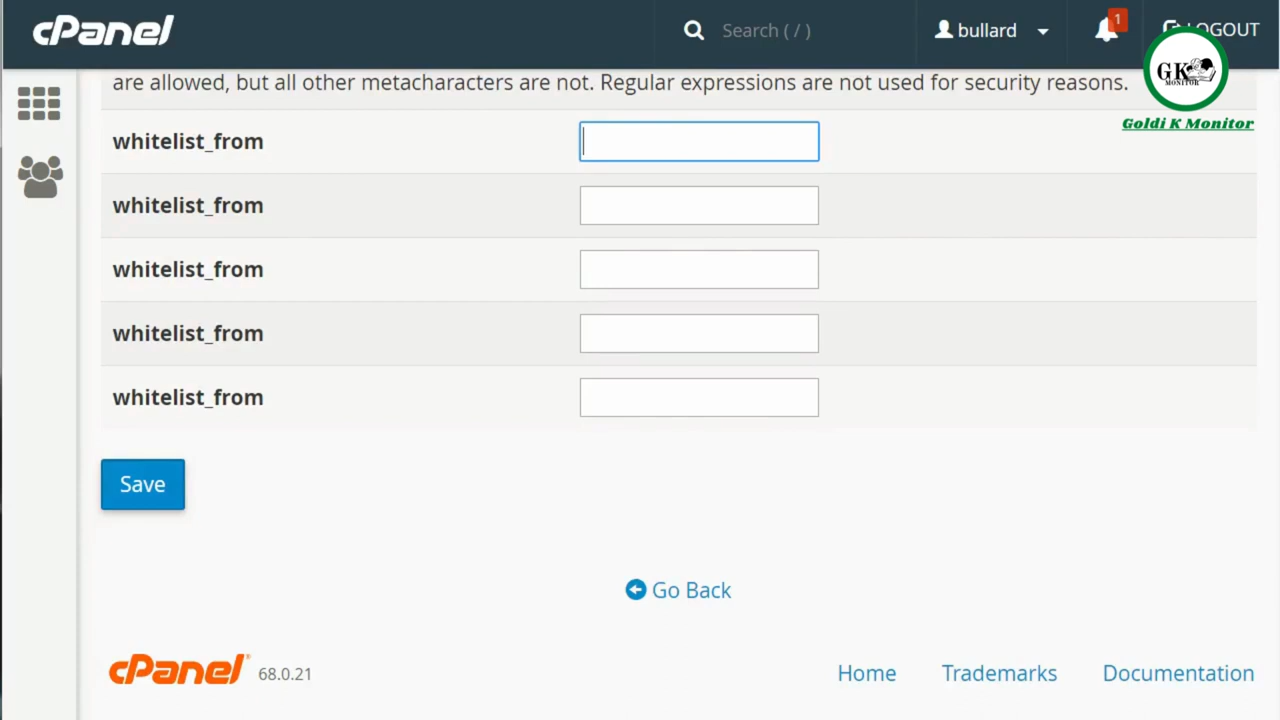 cPanel
Search ( / )
bullard
1
LOGOUT
GK
MONITOR
Goldi K Monitor
are allowed, but all other metacharacters are not. Regular expressions are not used for security reasons.
whitelist_from
whitelist_from
whitelist_from
whitelist_from
whitelist_from
Save
Go Back
cPanel® 68.0.21
Home
Trademarks
Documentation